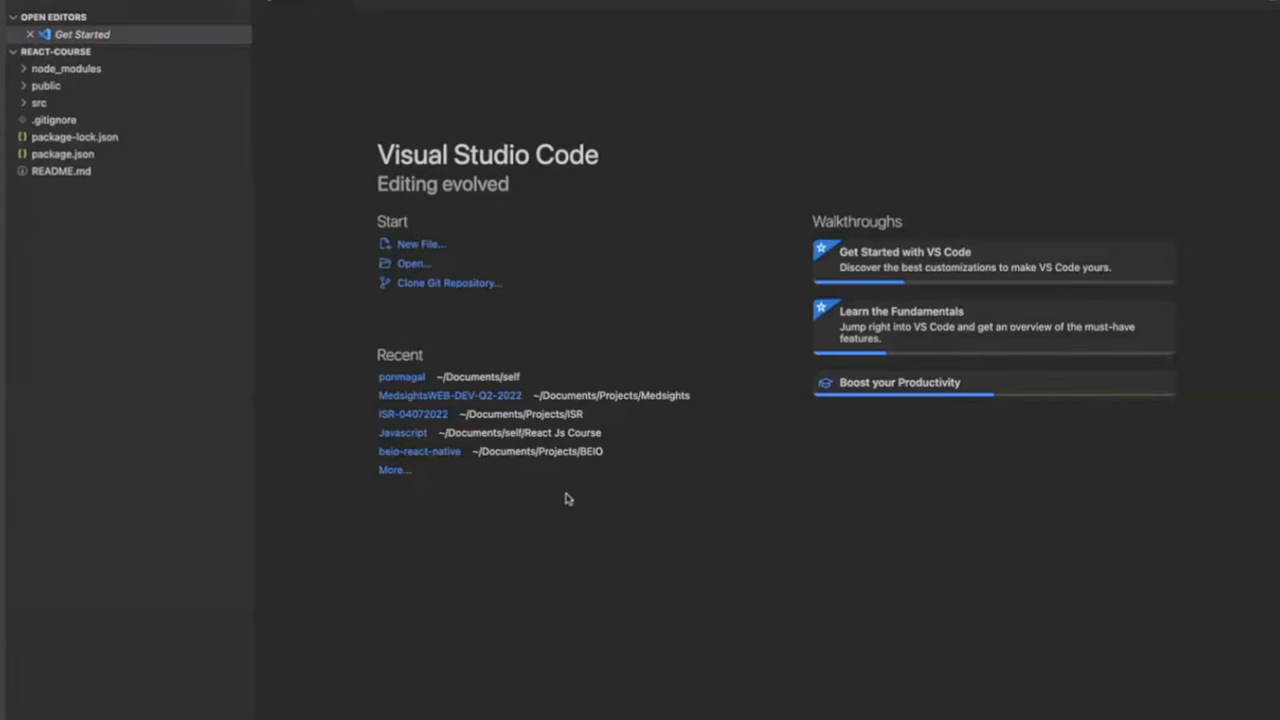 OPEN EDITORS
Get Started
REACT-COURSE
node_modules
public
src
.gitignore
package-lock.json
package.json
README.md
Visual Studio Code
Editing evolved
Start
New File...
Open...
Clone Git Repository...
Recent
ponmagal ~/Documents/self
MedsightsWEB-DEV-Q2-2022 ~/Documents/Projects/Medsights
ISR-04072022 ~/Documents/Projects/ISR
Javascript ~/Documents/self/React Js Course
beio-react-native ~/Documents/Projects/BEIO
More...
Walkthroughs
Get Started with VS Code
Discover the best customizations to make VS Code yours.
Learn the Fundamentals
Jump right into VS Code and get an overview of the must-have
features.
Boost your Productivity